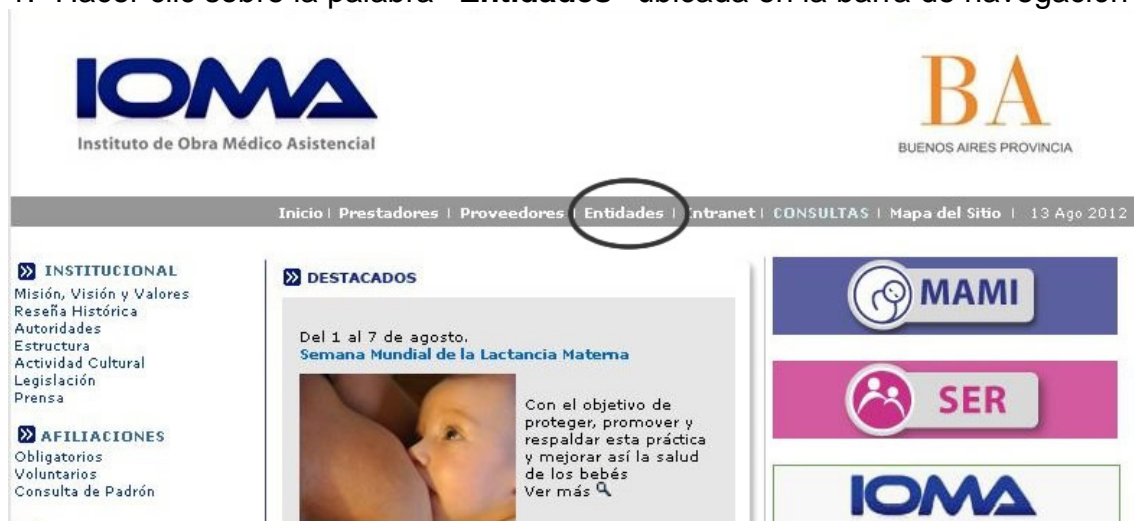 1. Hacer clic sobre la palabra "Entidades" ubicada en la barra de navegación
IOMA
Instituto de Obra Médico Asistencial
BA
BUENOS AIRES PROVINCIA
Inicio | Prestadores | Proveedores | Entidades | Intranet | CONSULTAS | Mapa del Sitio | 13 Ago 2012
INSTITUCIONAL
Misión, Visión y Valores
Reseña Histórica
Autoridades
Estructura
Actividad Cultural
Legislación
Prensa
AFILIACIONES
Obligatorios
Voluntarios
Consulta de Padrón
DESTACADOS
Del 1 al 7 de agosto.
Semana Mundial de la Lactancia Materna
Con el objetivo de
proteger, promover y
respaldar esta práctica
y mejorar así la salud
de los bebés
Ver más
MAMI
SER
IOMA